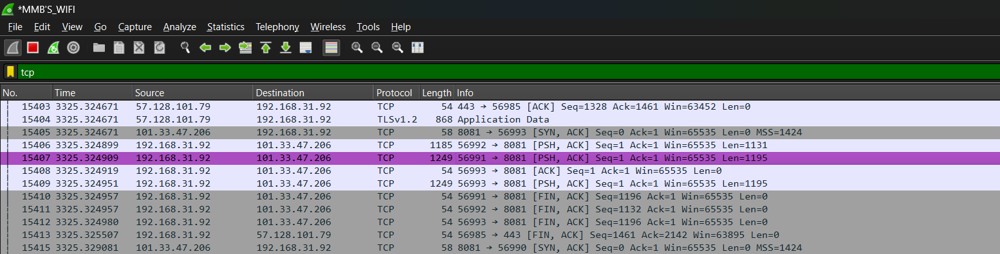 *MMB'S_WIFI
File Edit View Go Capture Analyze Statistics Telephony Wireless Tools Help
tcp
No. Time Source Destination Protocol Length Info
15403 3325.324671 57.128.101.79 192.168.31.92 TCP 54 443 → 56985 [ACK] Seq=1328 Ack=1461 Win=63452 Len=0
15404 3325.324671 57.128.101.79 192.168.31.92 TLSv1.2 868 Application Data
15405 3325.324671 101.33.47.206 192.168.31.92 TCP 58 8081 → 56993 [SYN, ACK] Seq=0 Ack=1 Win=65535 Len=0 MSS=1424
15406 3325.324899 192.168.31.92 101.33.47.206 TCP 1185 56992 → 8081 [PSH, ACK] Seq=1 Ack=1 Win=65535 Len=1131
15407 3325.324909 192.168.31.92 101.33.47.206 TCP 1249 56991 → 8081 [PSH, ACK] Seq=1 Ack=1 Win=65535 Len=1195
15408 3325.324919 192.168.31.92 101.33.47.206 TCP 54 56993 → 8081 [ACK] Seq=1 Ack=1 Win=65535 Len=0
15409 3325.324951 192.168.31.92 101.33.47.206 TCP 1249 56993 → 8081 [PSH, ACK] Seq=1 Ack=1 Win=65535 Len=1195
15410 3325.324957 192.168.31.92 101.33.47.206 TCP 54 56991 → 8081 [FIN, ACK] Seq=1196 Ack=1 Win=65535 Len=0
15411 3325.324957 192.168.31.92 101.33.47.206 TCP 54 56992 → 8081 [FIN, ACK] Seq=1132 Ack=1 Win=65535 Len=0
15412 3325.324980 192.168.31.92 101.33.47.206 TCP 54 56993 → 8081 [FIN, ACK] Seq=1196 Ack=1 Win=65535 Len=0
15413 3325.325507 192.168.31.92 57.128.101.79 TCP 54 56985 → 443 [FIN, ACK] Seq=1461 Ack=2142 Win=63895 Len=0
15415 3325.329081 101.33.47.206 192.168.31.92 TCP 58 8081 → 56990 [SYN, ACK] Seq=0 Ack=1 Win=65535 Len=0 MSS=1424